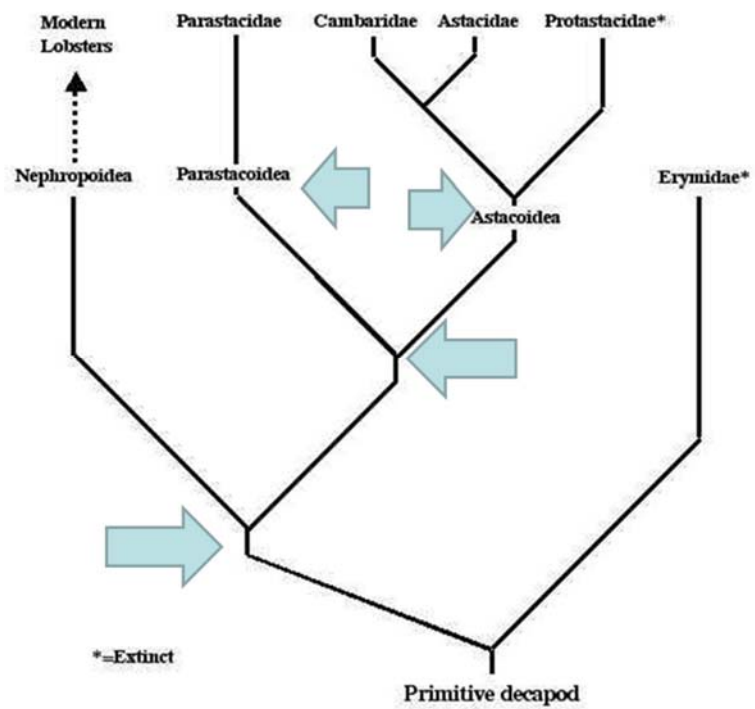 Modern
Lobsters
Parastacidae
Cambaridae
Astacidae
Protastacidae*
Nephropoidea
Parastacoidea
Erymidae*
Astacoidea
*=Extinct
Primitive decapod